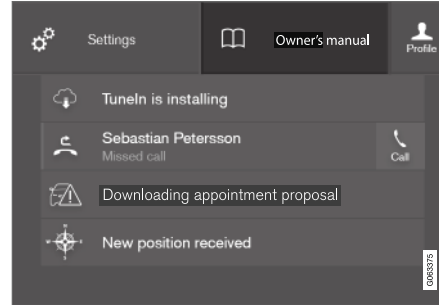 Settings
Owner's manual
Profile
TuneIn is installing
Sebastian Petersson
Missed call
Call
Downloading appointment proposal
New position received
G063375